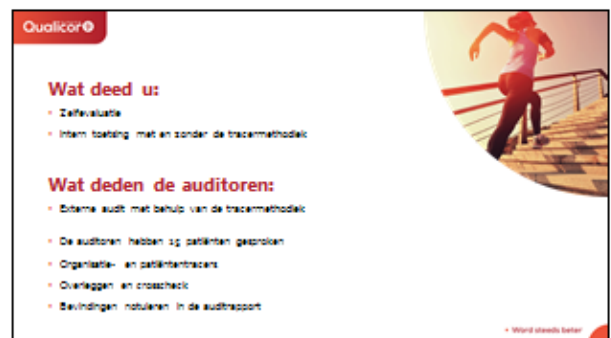 Qualicor
Wat deed u:
• Zelfevaluatie
• Intern toetsing met en zonder de tracermethodiek
Wat deden de auditoren:
• Externe audit met behulp van de tracermethodiek
• De auditoren hebben 15 patiënten gesproken
• Organisatie- en patiëntentracers
• Overleggen en crosscheck
• Bevindingen notuleren in de auditrapport
• Word steeds beter